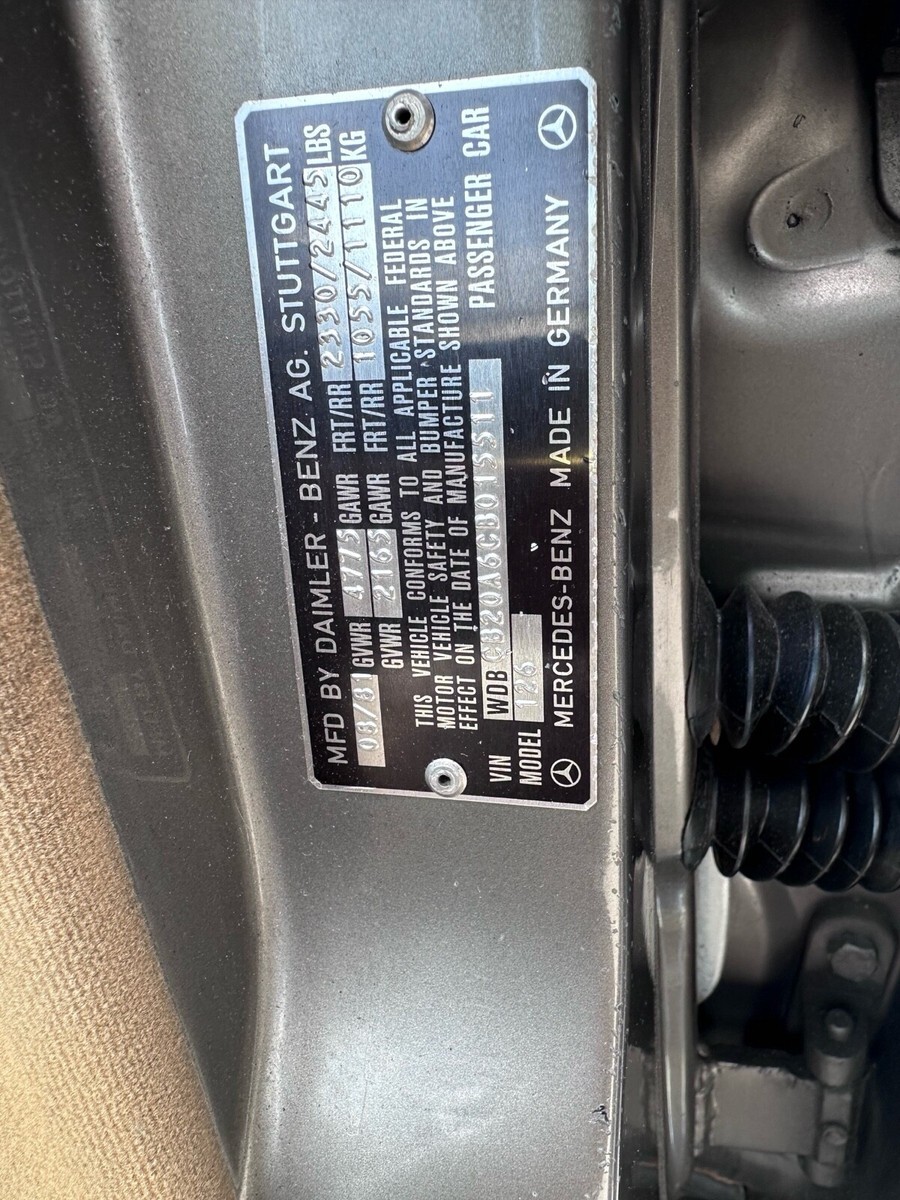 MFD BY DAIMLER - BENZ AG. STUTTGART
08/81 GVWR 4775 GAWR FRT/RR 2330/2445 LBS
GVWR 2165 GAWR FRT/RR 1055/1110 KG
THIS VEHICLE CONFORMS TO ALL APPLICABLE FEDERAL
MOTOR VEHICLE SAFETY AND BUMPER STANDARDS IN
EFFECT ON THE DATE OF MANUFACTURE SHOWN ABOVE
VIN WDB CB20A6CB015511 PASSENGER CAR
MODEL 126
MERCEDES-BENZ MADE IN GERMANY